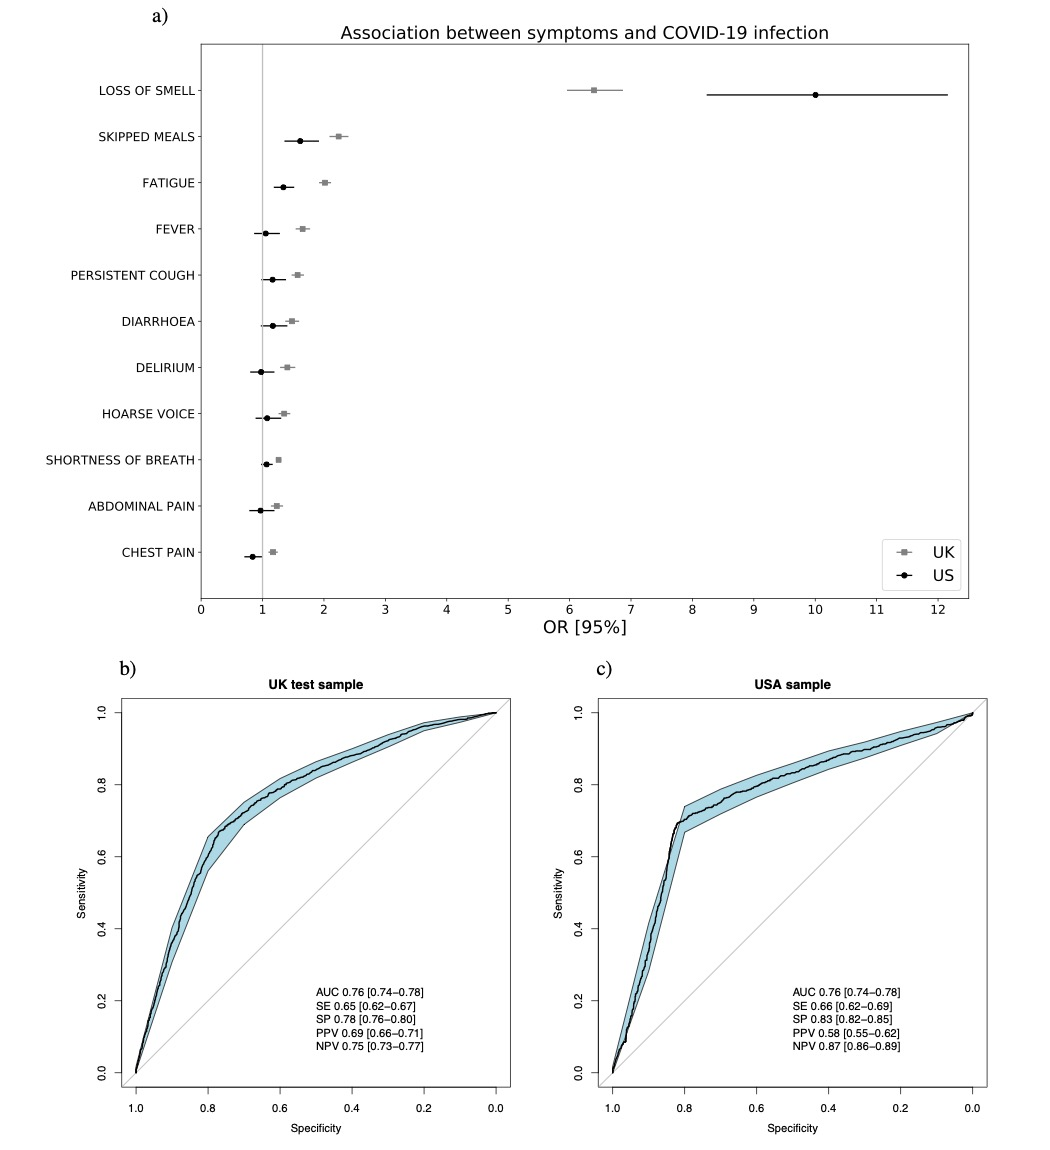 a)
Association between symptoms and COVID-19 infection
LOSS OF SMELL
SKIPPED MEALS
FATIGUE
FEVER
PERSISTENT COUGH
DIARRHOEA
DELIRIUM
HOARSE VOICE
SHORTNESS OF BREATH
ABDOMINAL PAIN
CHEST PAIN
UK
US
0 1 2 3 4 5 6 7 8 9 10 11 12
OR [95%]
b)
UK test sample
1.0
0.8
0.6
0.4
0.2
0.0
Sensitivity
AUC 0.76 [0.74–0.78]
SE 0.65 [0.62–0.67]
SP 0.78 [0.76–0.80]
PPV 0.69 [0.66–0.71]
NPV 0.75 [0.73–0.77]
1.0 0.8 0.6 0.4 0.2 0.0
Specificity
c)
USA sample
1.0
0.8
0.6
0.4
0.2
0.0
Sensitivity
AUC 0.76 [0.74–0.78]
SE 0.66 [0.62–0.69]
SP 0.83 [0.82–0.85]
PPV 0.58 [0.55–0.62]
NPV 0.87 [0.86–0.89]
1.0 0.8 0.6 0.4 0.2 0.0
Specificity